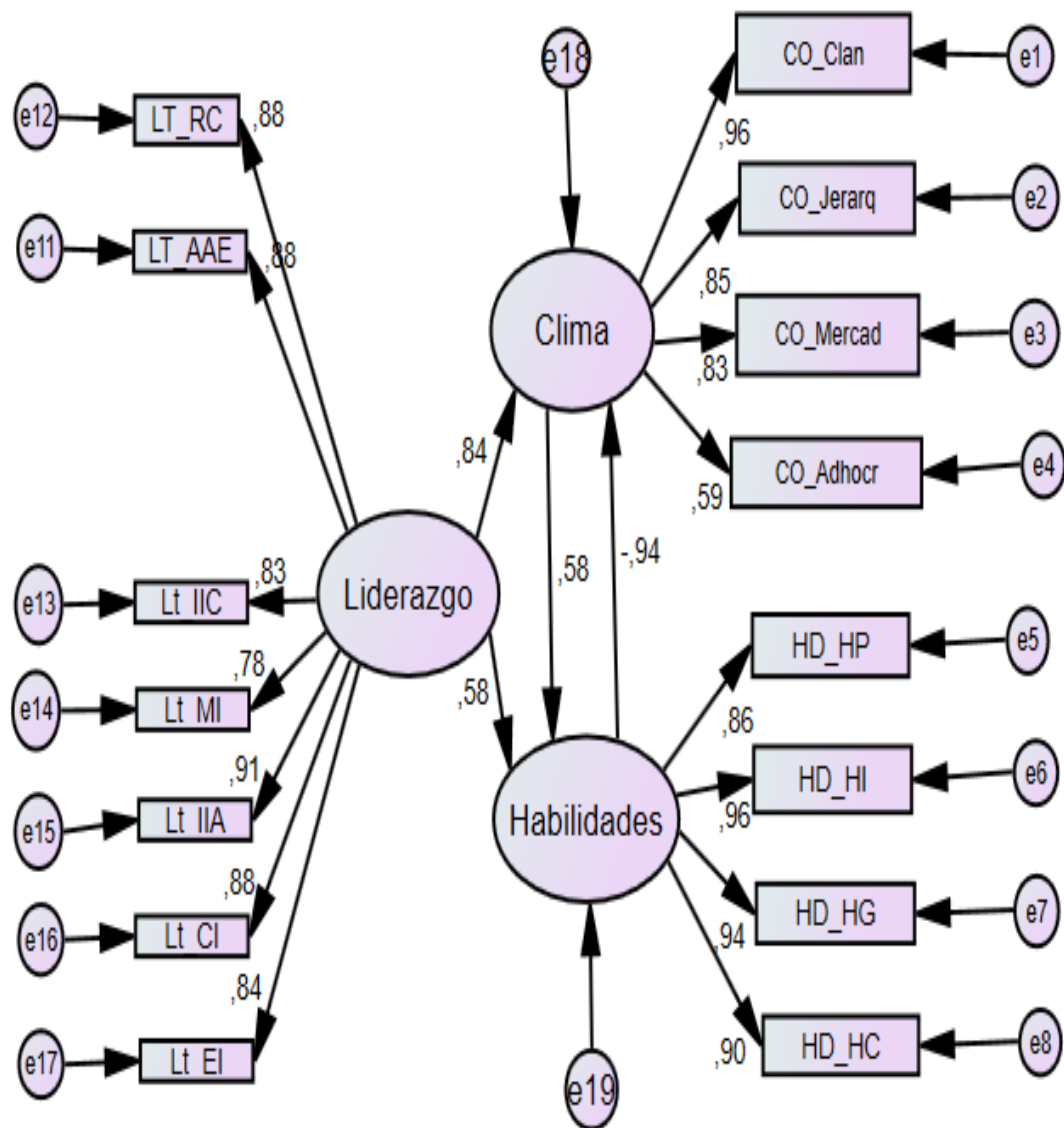 e12
LT_RC
,88
e11
LT_AAE
,88
e13
Lt_IIC
,83
e14
Lt_MI
,78
e15
Lt_IIA
,91
e16
Lt_CI
,88
e17
Lt_EI
,84
Liderazgo
,84
,58
e18
Clima
,58
-,94
Habilidades
e19
CO_Clan
e1
,96
CO_Jerarq
e2
,85
CO_Mercad
e3
,83
CO_Adhocr
e4
,59
HD_HP
e5
,86
HD_HI
e6
,96
HD_HG
e7
,94
HD_HC
e8
,90